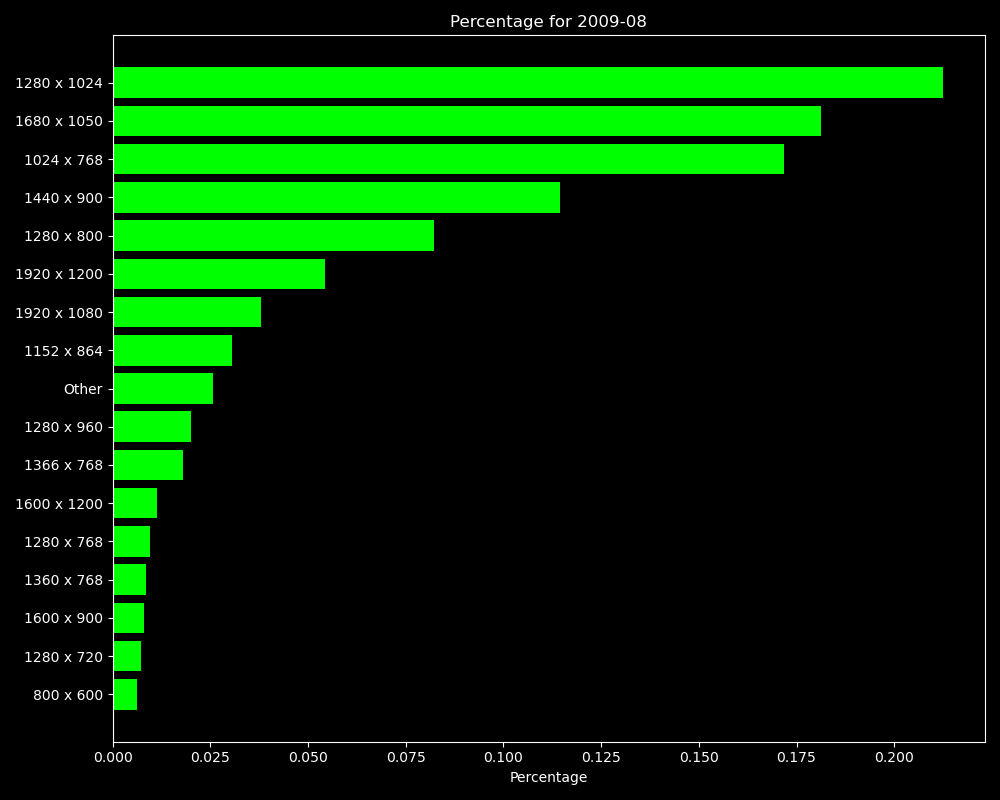 Percentage for 2009-08
1280 x 1024
1680 x 1050
1024 x 768
1440 x 900
1280 x 800
1920 x 1200
1920 x 1080
1152 x 864
Other
1280 x 960
1366 x 768
1600 x 1200
1280 x 768
1360 x 768
1600 x 900
1280 x 720
800 x 600
0.000 0.025 0.050 0.075 0.100 0.125 0.150 0.175 0.200
Percentage